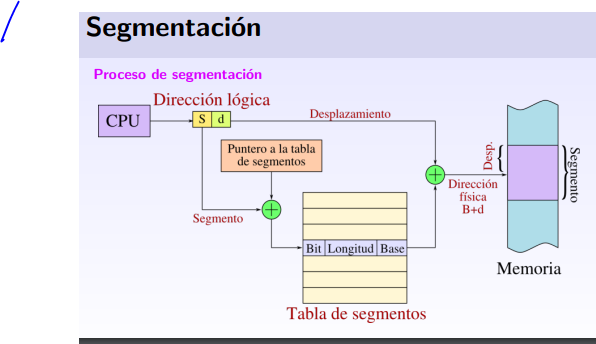 Segmentación
Proceso de segmentación
Dirección lógica
CPU
S d
Desplazamiento
Puntero a la tabla
de segmentos
Segmento
Bit Longitud Base
Tabla de segmentos
Dirección
física
B+d
Desp.
Segmento
Memoria